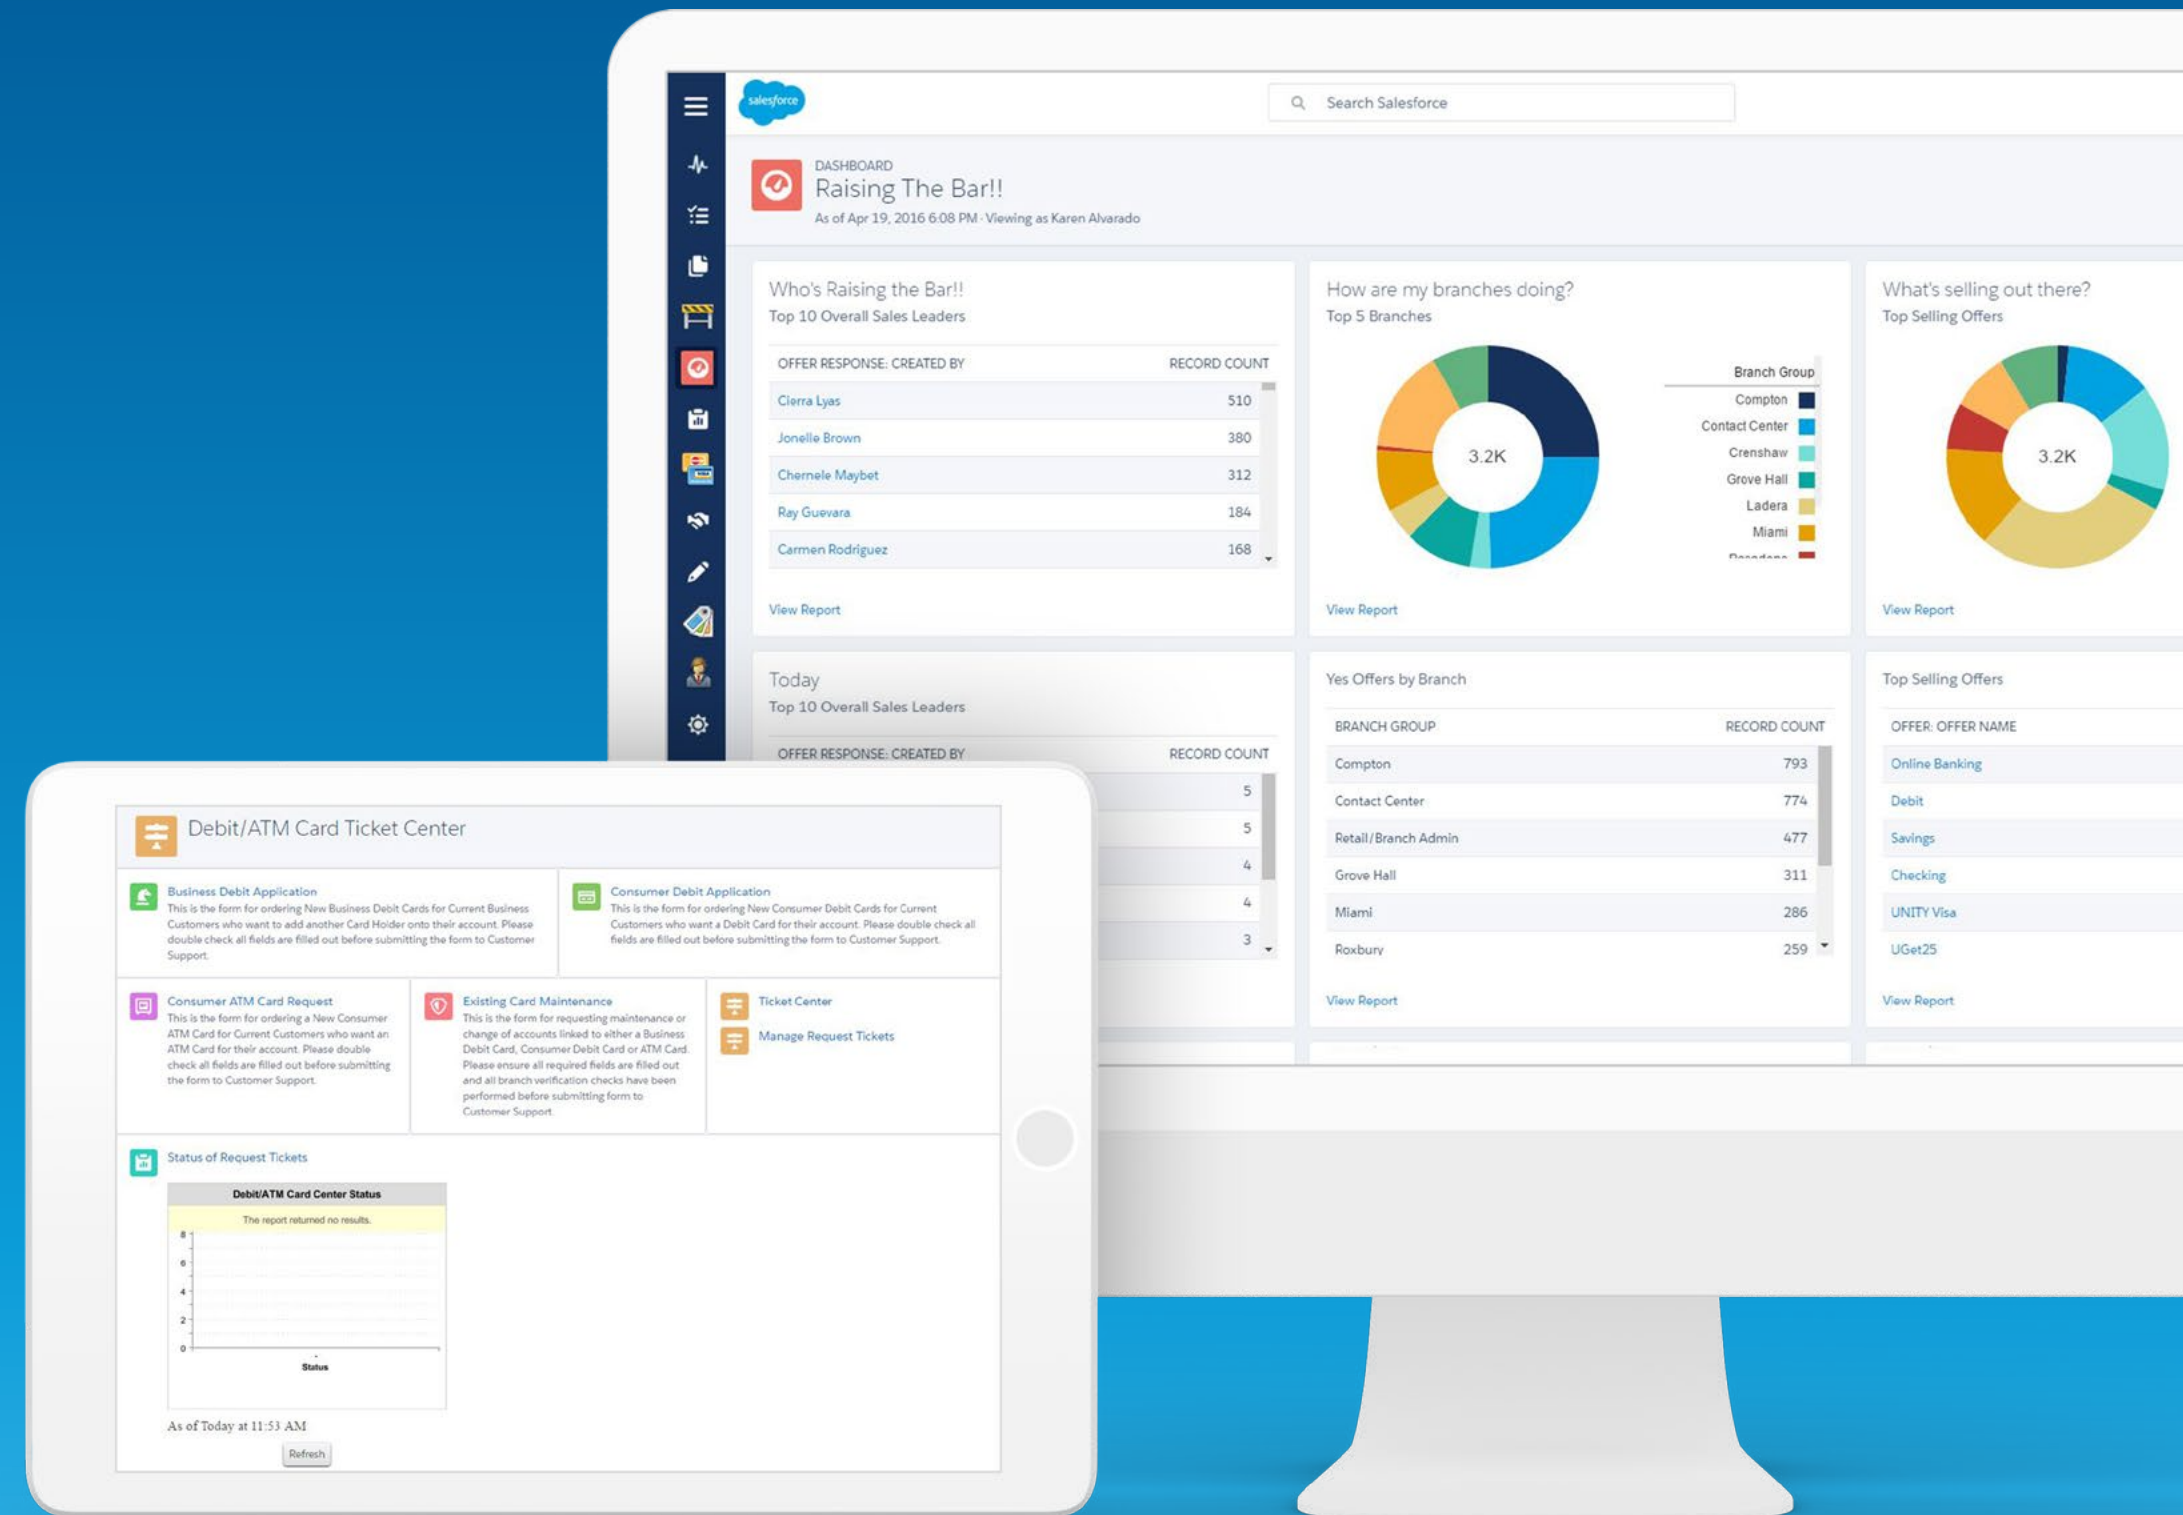 salesforce
Search Salesforce
DASHBOARD
Raising The Bar!!
As of Apr 19, 2016 6:08 PM · Viewing as Karen Alvarado
Who's Raising the Bar!!
Top 10 Overall Sales Leaders
OFFER RESPONSE: CREATED BY RECORD COUNT
Cierra Lyas 510
Jonelle Brown 380
Chernele Maybet 312
Ray Guevara 184
Carmen Rodriguez 168
View Report
How are my branches doing?
Top 5 Branches
3.2K
Branch Group
Compton
Contact Center
Crenshaw
Grove Hall
Ladera
Miami
View Report
What's selling out there?
Top Selling Offers
3.2K
View Report
Today
Top 10 Overall Sales Leaders
OFFER RESPONSE: CREATED BY RECORD COUNT
5
5
4
4
3
Yes Offers by Branch
BRANCH GROUP RECORD COUNT
Compton 793
Contact Center 774
Retail/Branch Admin 477
Grove Hall 311
Miami 286
Roxbury 259
View Report
Top Selling Offers
OFFER: OFFER NAME
Online Banking
Debit
Savings
Checking
UNITY Visa
UGet25
View Report
Debit/ATM Card Ticket Center
Business Debit Application
This is the form for ordering New Business Debit Cards for Current Business
Customers who want to add another Card Holder onto their account. Please
double check all fields are filled out before submitting the form to Customer
Support.
Consumer Debit Application
This is the form for ordering New Consumer Debit Cards for Current
Customers who want a Debit Card for their account. Please double check all
fields are filled out before submitting the form to Customer Support.
Consumer ATM Card Request
This is the form for ordering a New Consumer
ATM Card for Current Customers who want an
ATM Card for their account. Please double
check all fields are filled out before submitting
the form to Customer Support.
Existing Card Maintenance
This is the form for requesting maintenance or
change of accounts linked to either a Business
Debit Card, Consumer Debit Card or ATM Card.
Please ensure all required fields are filled out
and all branch verification checks have been
performed before submitting form to
Customer Support.
Ticket Center
Manage Request Tickets
Status of Request Tickets
Debit/ATM Card Center Status
The report returned no results.
8
6
4
2
0
-
Status
As of Today at 11:53 AM
Refresh